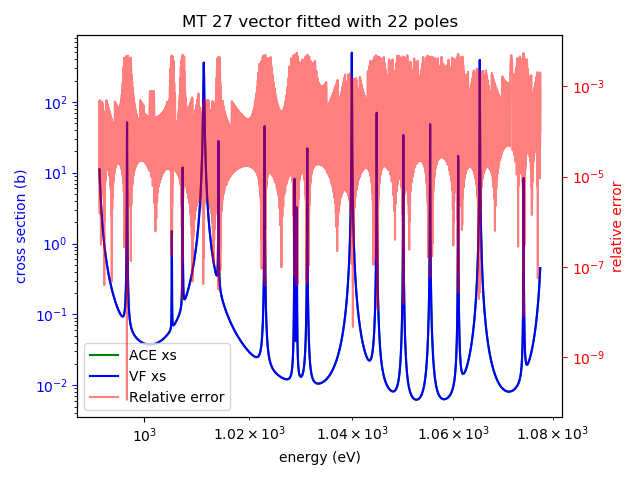 MT 27 vector fitted with 22 poles
cross section (b)
10²
10¹
10⁰
10⁻¹
10⁻²
10⁻³
10⁻⁵
10⁻⁷
10⁻⁹
relative error
ACE xs
VF xs
Relative error
10³
1.02 × 10³
1.04 × 10³
1.06 × 10³
1.08 × 10³
energy (eV)